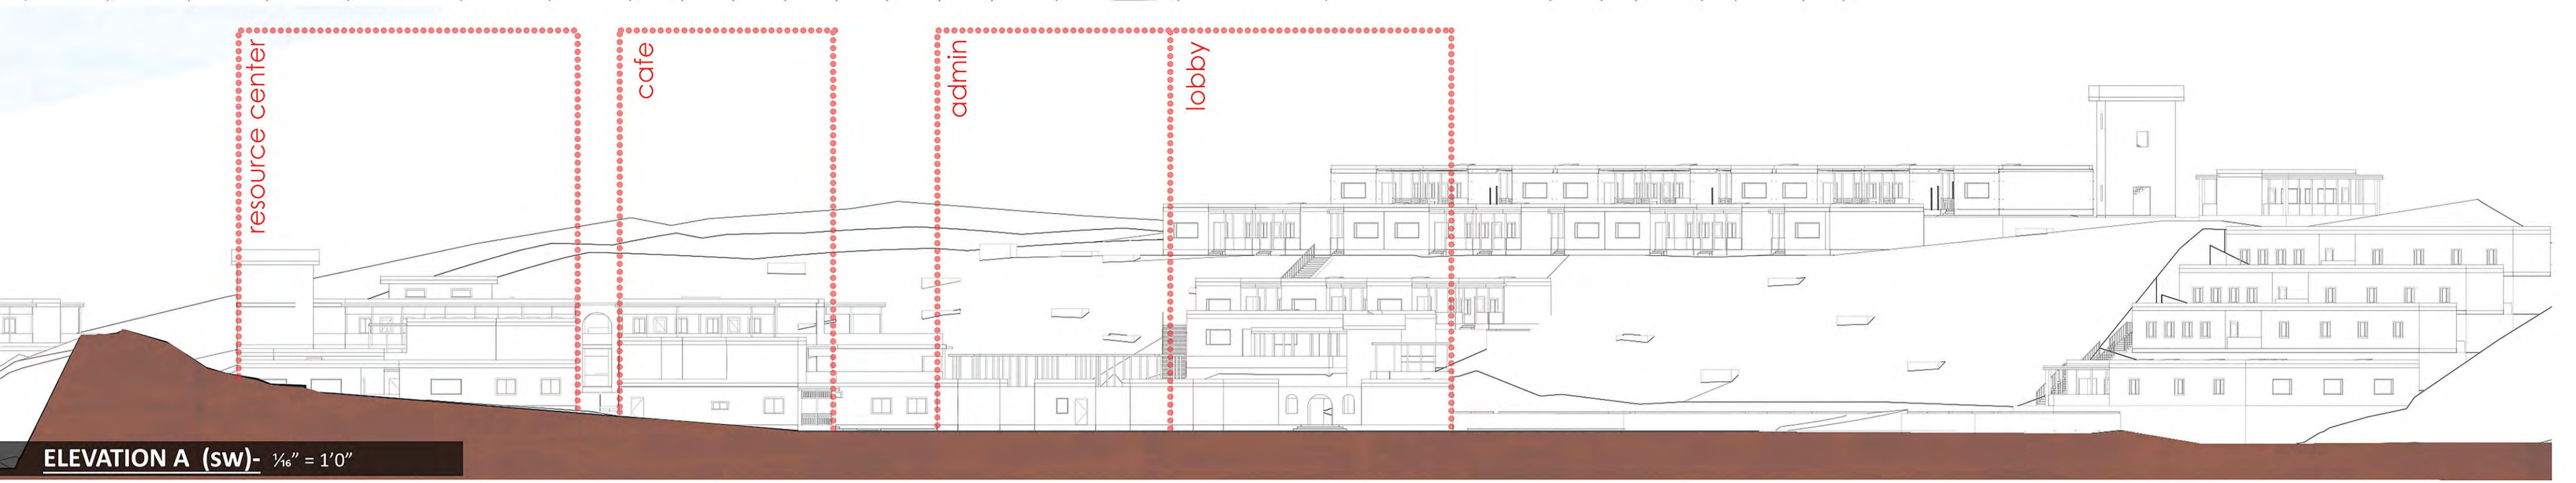 resource center
cafe
admin
lobby
ELEVATION A (sw)- ¹⁄₁₆” = 1’0”